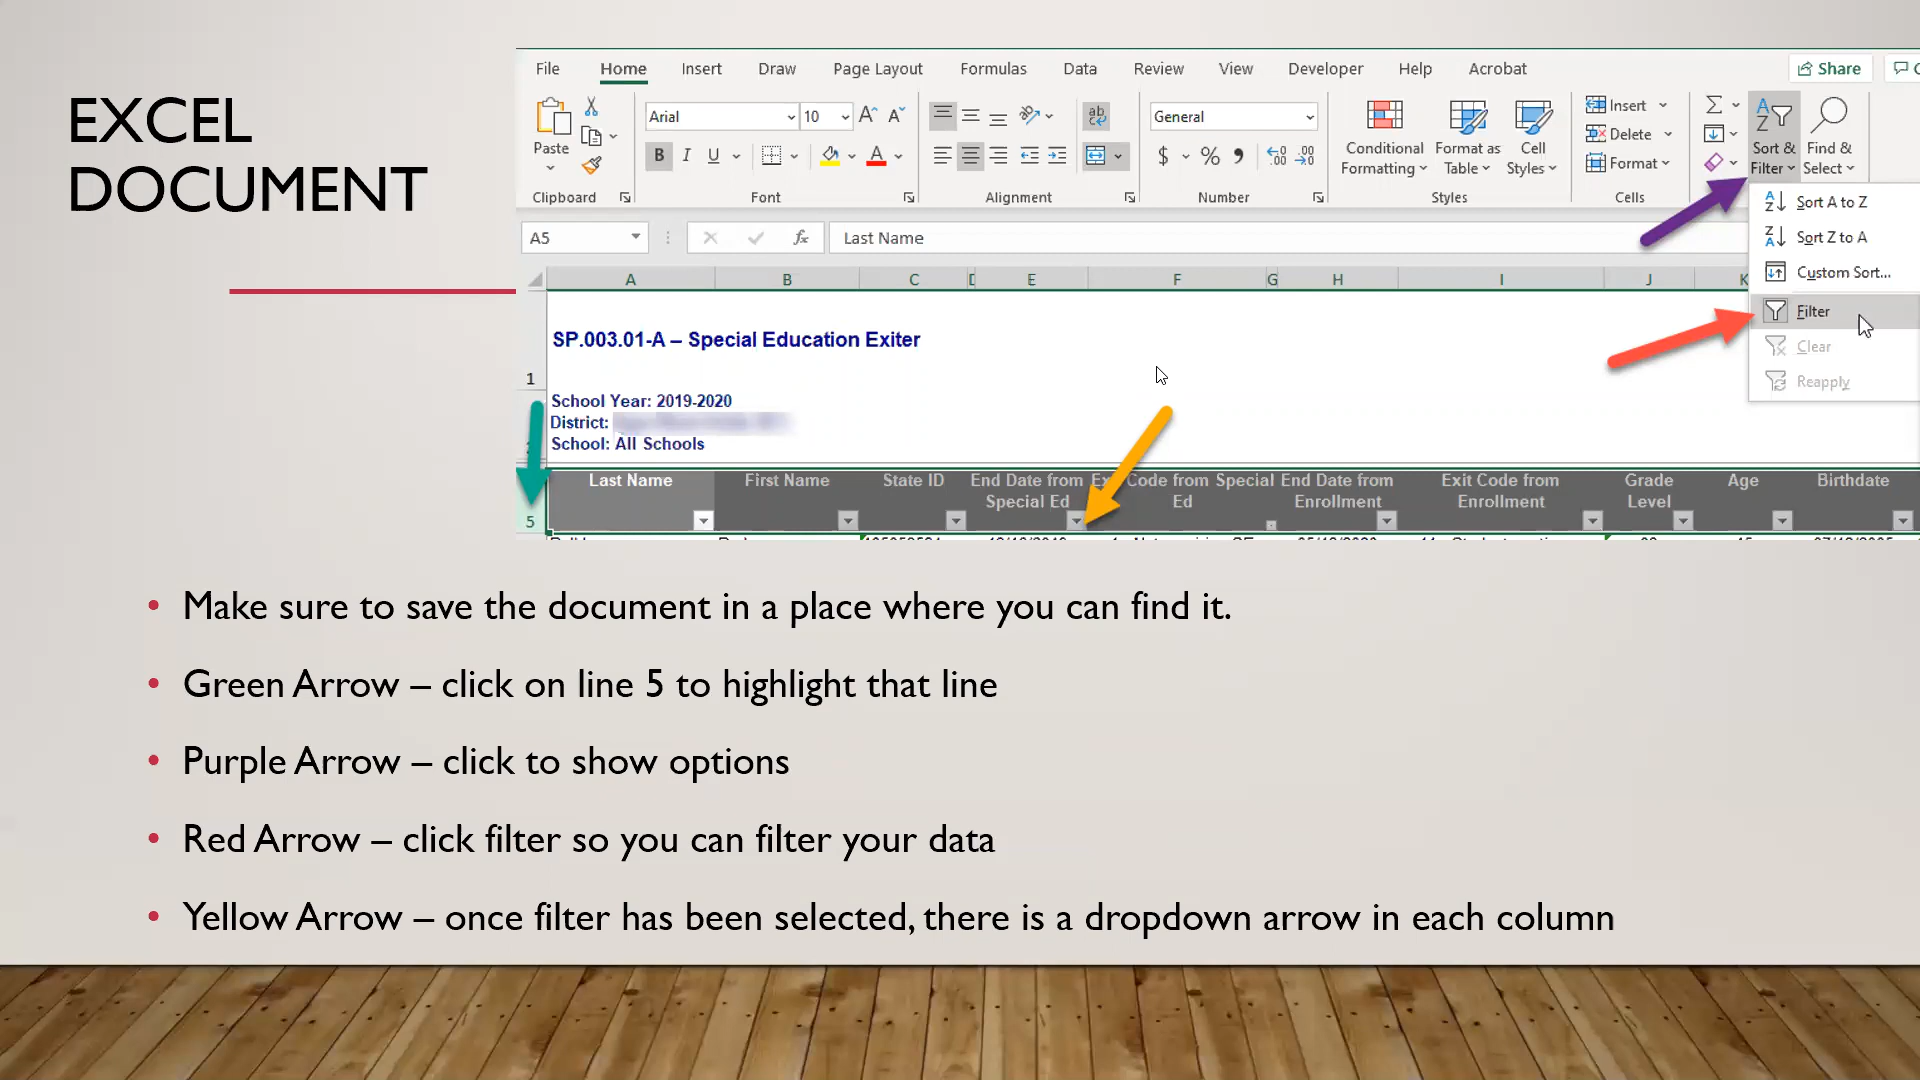 EXCEL
DOCUMENT
File Home Insert Draw Page Layout Formulas Data Review View Developer Help Acrobat Share
Arial 10 General Insert
Paste B I U $ % Conditional Formatting Format as Table Cell Styles Delete Format Sort & Filter Find & Select
Clipboard Font Alignment Number Styles Cells
Sort A to Z
Sort Z to A
Custom Sort...
Filter
Clear
Reapply
A5 fx Last Name
A B C D E F G H I J K
SP.003.01-A – Special Education Exiter
1
School Year: 2019-2020
District:
School: All Schools
Last Name First Name State ID End Date from Code from Special End Date from Exit Code from Grade Age Birthdate
Special Ed Ed Enrollment Enrollment Level
5
• Make sure to save the document in a place where you can find it.
• Green Arrow – click on line 5 to highlight that line
• Purple Arrow – click to show options
• Red Arrow – click filter so you can filter your data
• Yellow Arrow – once filter has been selected, there is a dropdown arrow in each column